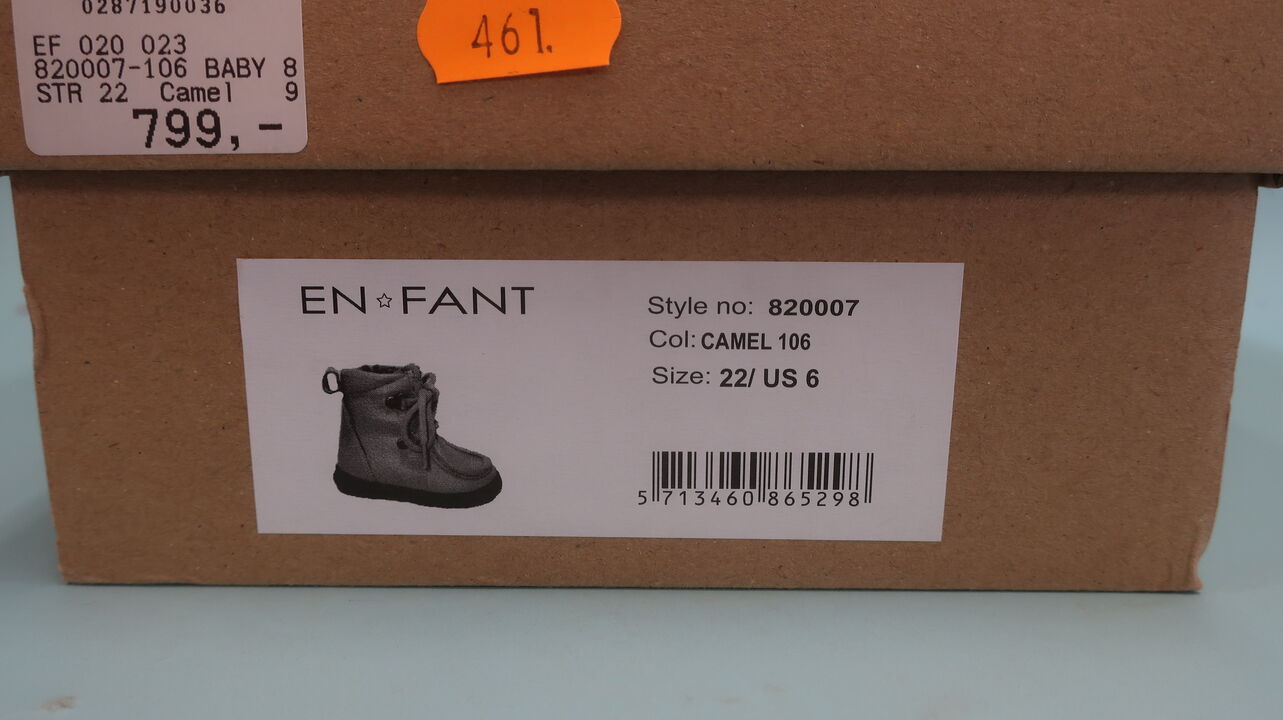 0287190036
EF 020 023
820007-106 BABY 8
STR 22 Camel 9
799,-
461.
EN☆FANT
Style no: 820007
Col: CAMEL 106
Size: 22/ US 6
5 713460 865298